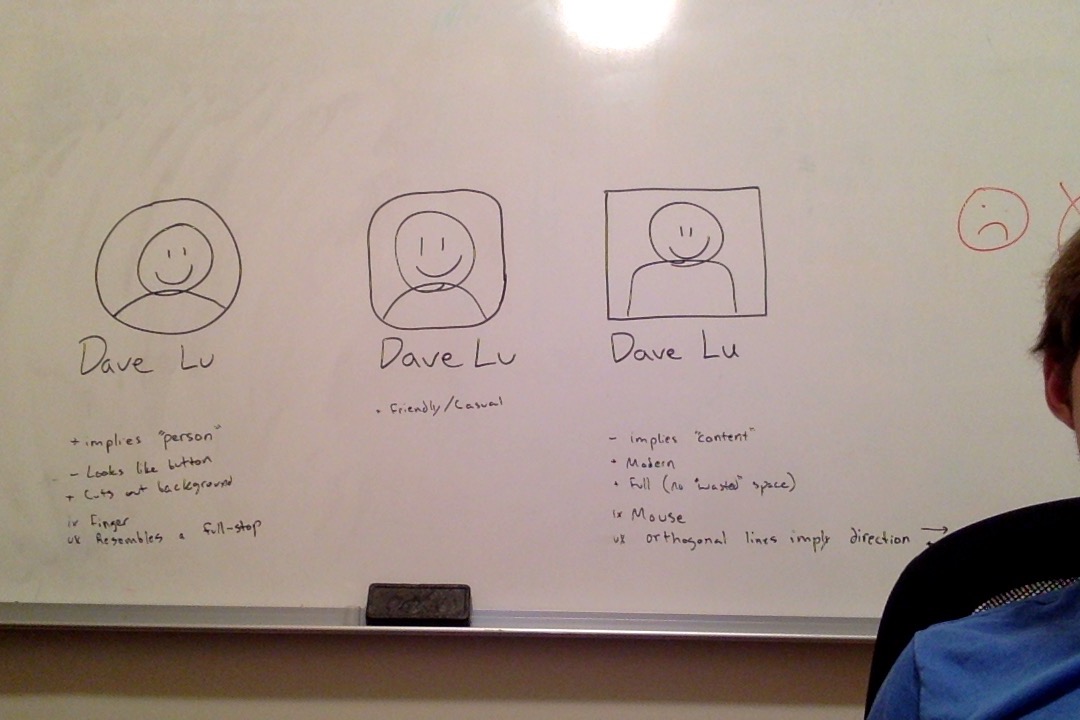 Dave Lu
+ implies "person"
- Looks like button
+ Cuts out background
ix Finger
ux Resembles a full-stop
Dave Lu
+ Friendly/Casual
Dave Lu
- implies "content"
+ Modern
+ Full (no "wasted" space)
ix Mouse
ux orthogonal lines imply direction